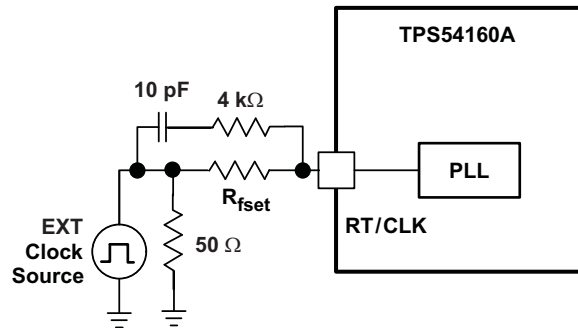 TPS54160A
10 pF
4 kΩ
PLL
Rfset
RT/CLK
EXT
Clock
Source
50 Ω